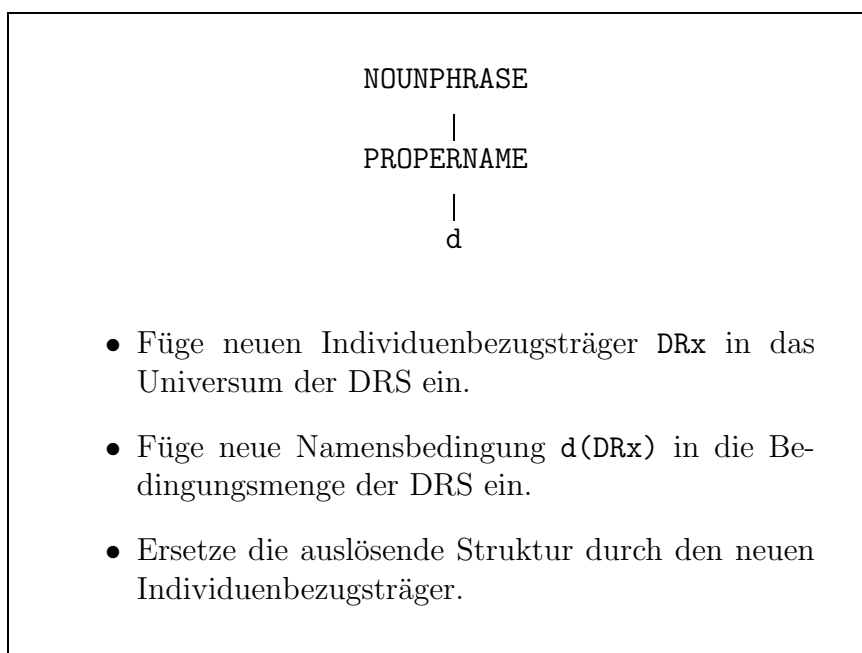 NOUNPHRASE
PROPERNAME
d
• Füge neuen Individuenbezugsträger DRx in das
Universum der DRS ein.
• Füge neue Namensbedingung d(DRx) in die Be-
dingungsmenge der DRS ein.
• Ersetze die auslösende Struktur durch den neuen
Individuenbezugsträger.